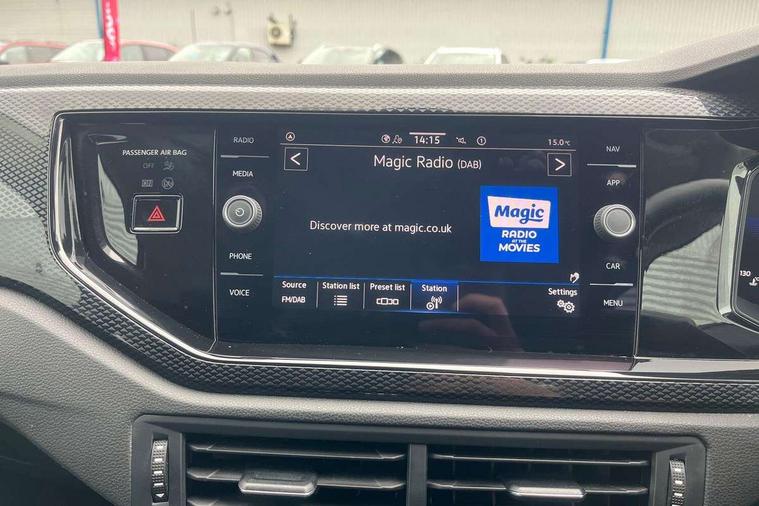 PASSENGER AIR BAG
OFF
RADIO
MEDIA
PHONE
VOICE
14:15
15.0°C
Magic Radio (DAB)
Discover more at magic.co.uk
Magic
RADIO
AT THE
MOVIES
Source
FM/DAB
Station list
Preset list
Station
Settings
NAV
APP
CAR
MENU
130